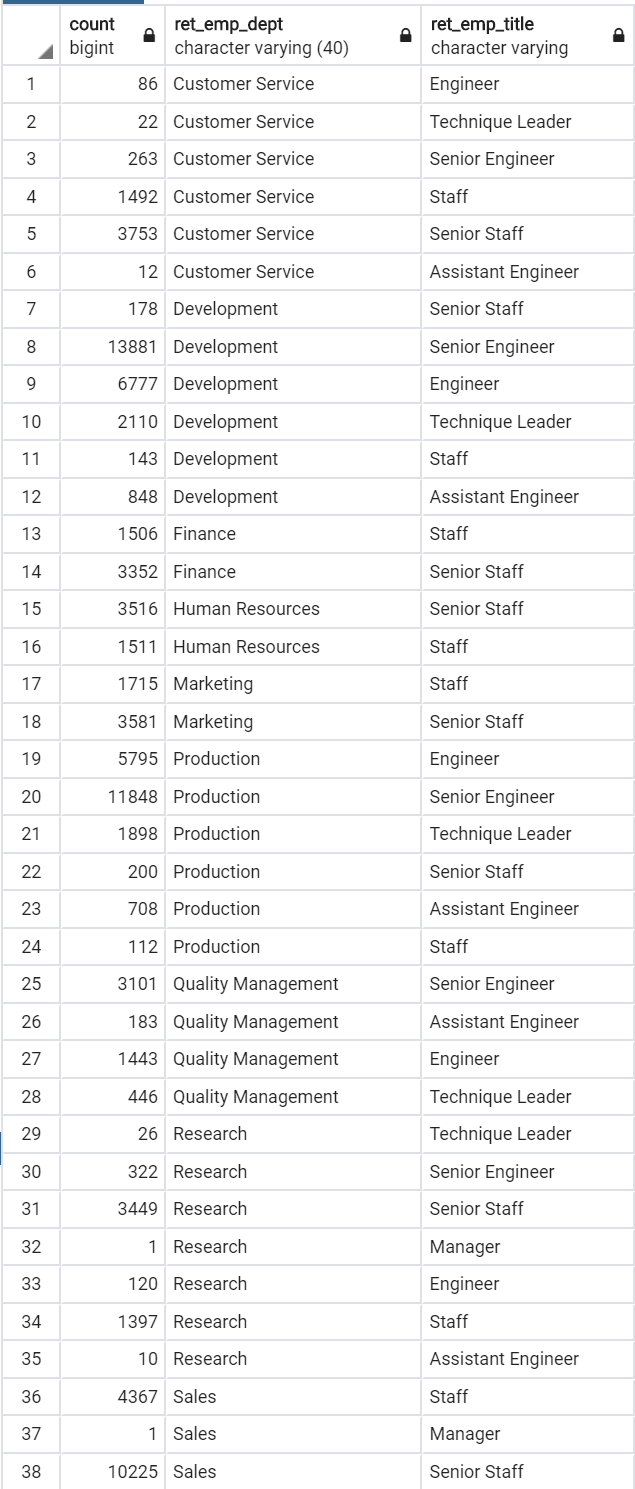 count ret_emp_dept ret_emp_title
bigint character varying (40) character varying
1 86 Customer Service Engineer
2 22 Customer Service Technique Leader
3 263 Customer Service Senior Engineer
4 1492 Customer Service Staff
5 3753 Customer Service Senior Staff
6 12 Customer Service Assistant Engineer
7 178 Development Senior Staff
8 13881 Development Senior Engineer
9 6777 Development Engineer
10 2110 Development Technique Leader
11 143 Development Staff
12 848 Development Assistant Engineer
13 1506 Finance Staff
14 3352 Finance Senior Staff
15 3516 Human Resources Senior Staff
16 1511 Human Resources Staff
17 1715 Marketing Staff
18 3581 Marketing Senior Staff
19 5795 Production Engineer
20 11848 Production Senior Engineer
21 1898 Production Technique Leader
22 200 Production Senior Staff
23 708 Production Assistant Engineer
24 112 Production Staff
25 3101 Quality Management Senior Engineer
26 183 Quality Management Assistant Engineer
27 1443 Quality Management Engineer
28 446 Quality Management Technique Leader
29 26 Research Technique Leader
30 322 Research Senior Engineer
31 3449 Research Senior Staff
32 1 Research Manager
33 120 Research Engineer
34 1397 Research Staff
35 10 Research Assistant Engineer
36 4367 Sales Staff
37 1 Sales Manager
38 10225 Sales Senior Staff